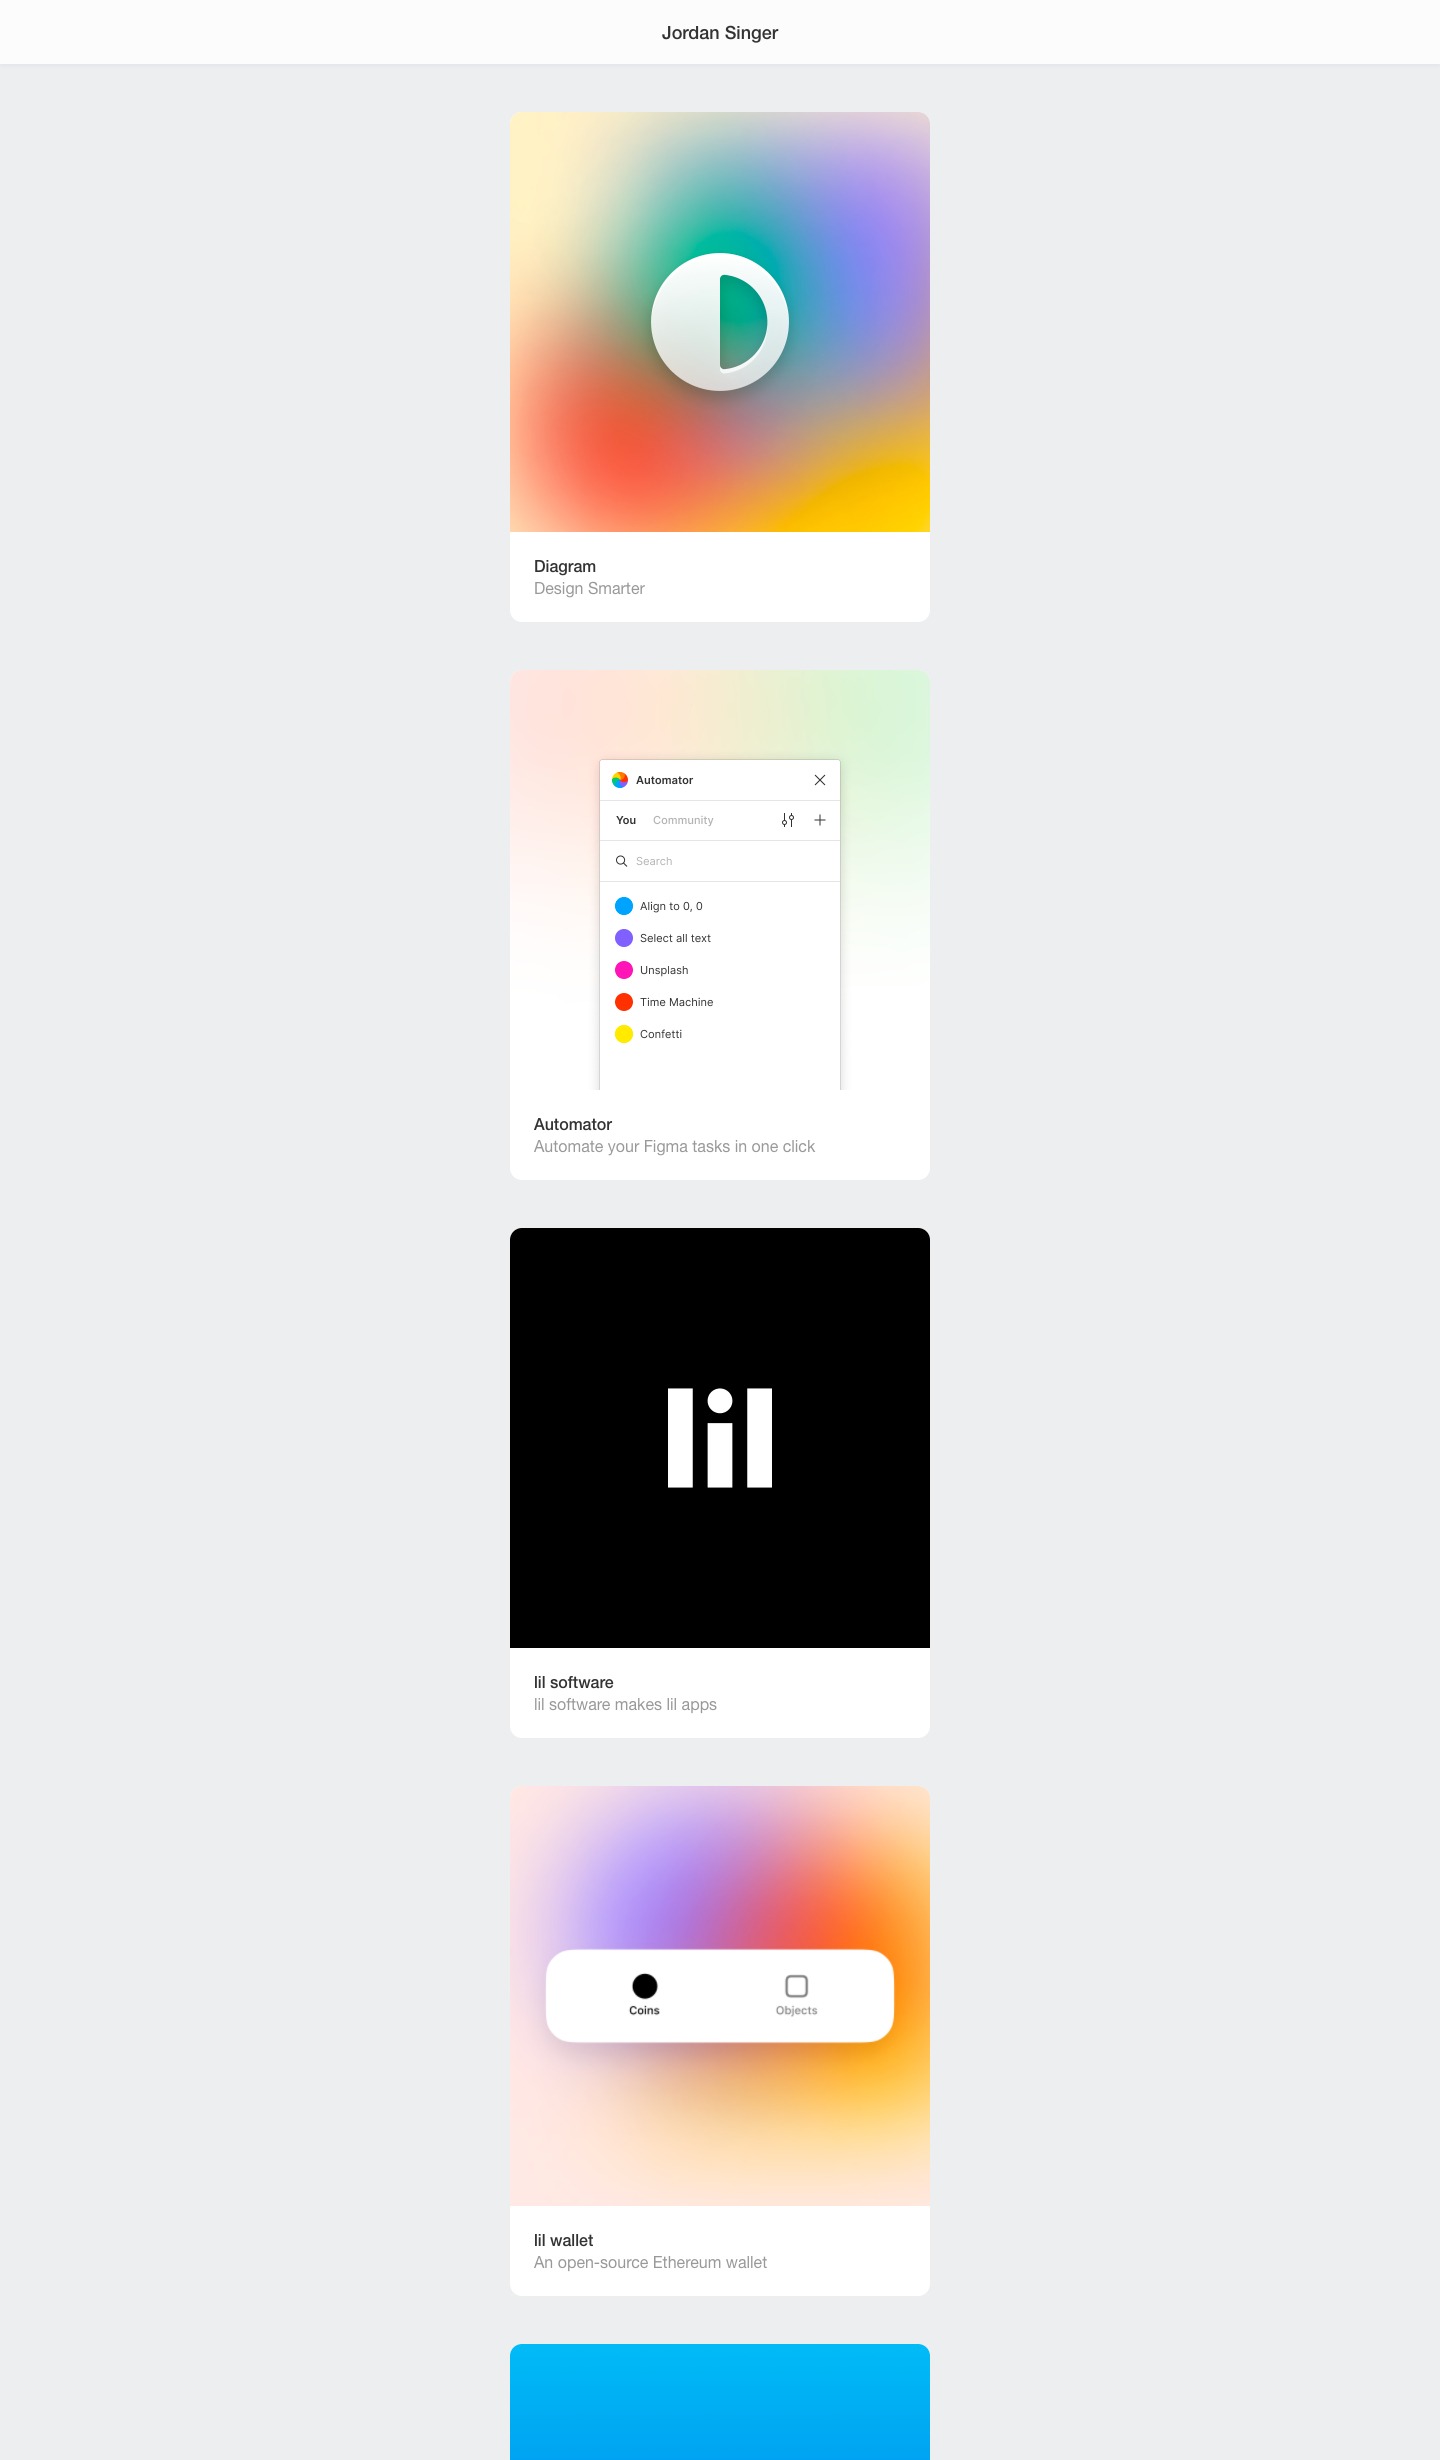 Jordan Singer
Diagram
Design Smarter
Automator
You Community
Search
Align to 0, 0
Select all text
Unsplash
Time Machine
Confetti
Automator
Automate your Figma tasks in one click
lil
lil software
lil software makes lil apps
Coins Objects
lil wallet
An open-source Ethereum wallet